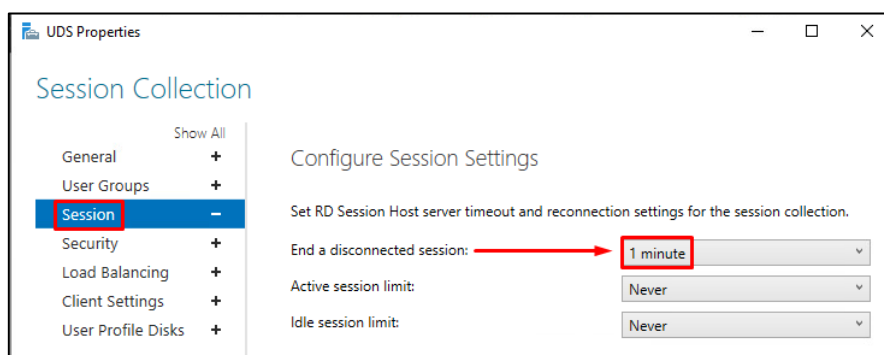 UDS Properties
Session Collection
Show All
General +
User Groups +
Session –
Security +
Load Balancing +
Client Settings +
User Profile Disks +
Configure Session Settings
Set RD Session Host server timeout and reconnection settings for the session collection.
End a disconnected session: 1 minute
Active session limit: Never
Idle session limit: Never